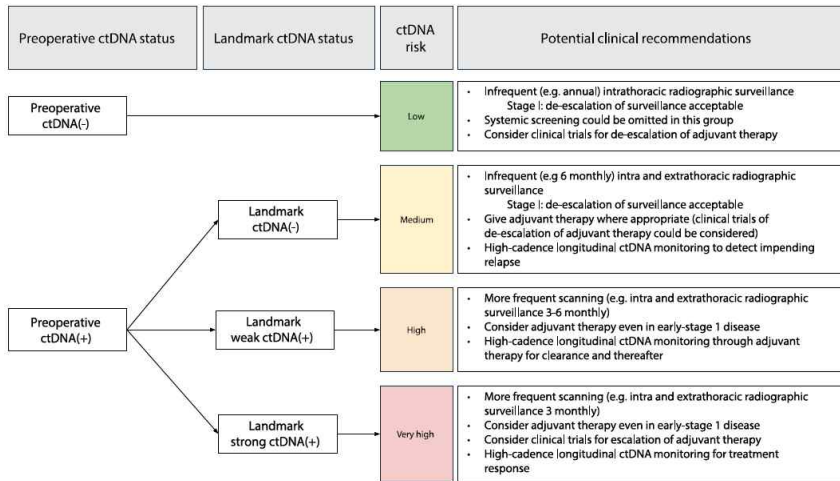 Preoperative ctDNA status
Landmark ctDNA status
ctDNA
risk
Potential clinical recommendations
Preoperative
ctDNA(-)
Low
• Infrequent (e.g. annual) intrathoracic radiographic surveillance
Stage I: de-escalation of surveillance acceptable
• Systemic screening could be omitted in this group
• Consider clinical trials for de-escalation of adjuvant therapy
Landmark
ctDNA(-)
Medium
• Infrequent (e.g 6 monthly) intra and extrathoracic radiographic
surveillance
Stage I: de-escalation of surveillance acceptable
• Give adjuvant therapy where appropriate (clinical trials of
de-escalation of adjuvant therapy could be considered)
• High-cadence longitudinal ctDNA monitoring to detect impending
relapse
Preoperative
ctDNA(+)
Landmark
weak ctDNA(+)
High
• More frequent scanning (e.g. intra and extrathoracic radiographic
surveillance 3-6 monthly)
• Consider adjuvant therapy even in early-stage 1 disease
• High-cadence longitudinal ctDNA monitoring through adjuvant
therapy for clearance and thereafter
Landmark
strong ctDNA(+)
Very high
• More frequent scanning (e.g. intra and extrathoracic radiographic
surveillance 3 monthly)
• Consider adjuvant therapy even in early-stage 1 disease
• Consider clinical trials for escalation of adjuvant therapy
• High-cadence longitudinal ctDNA monitoring for treatment
response